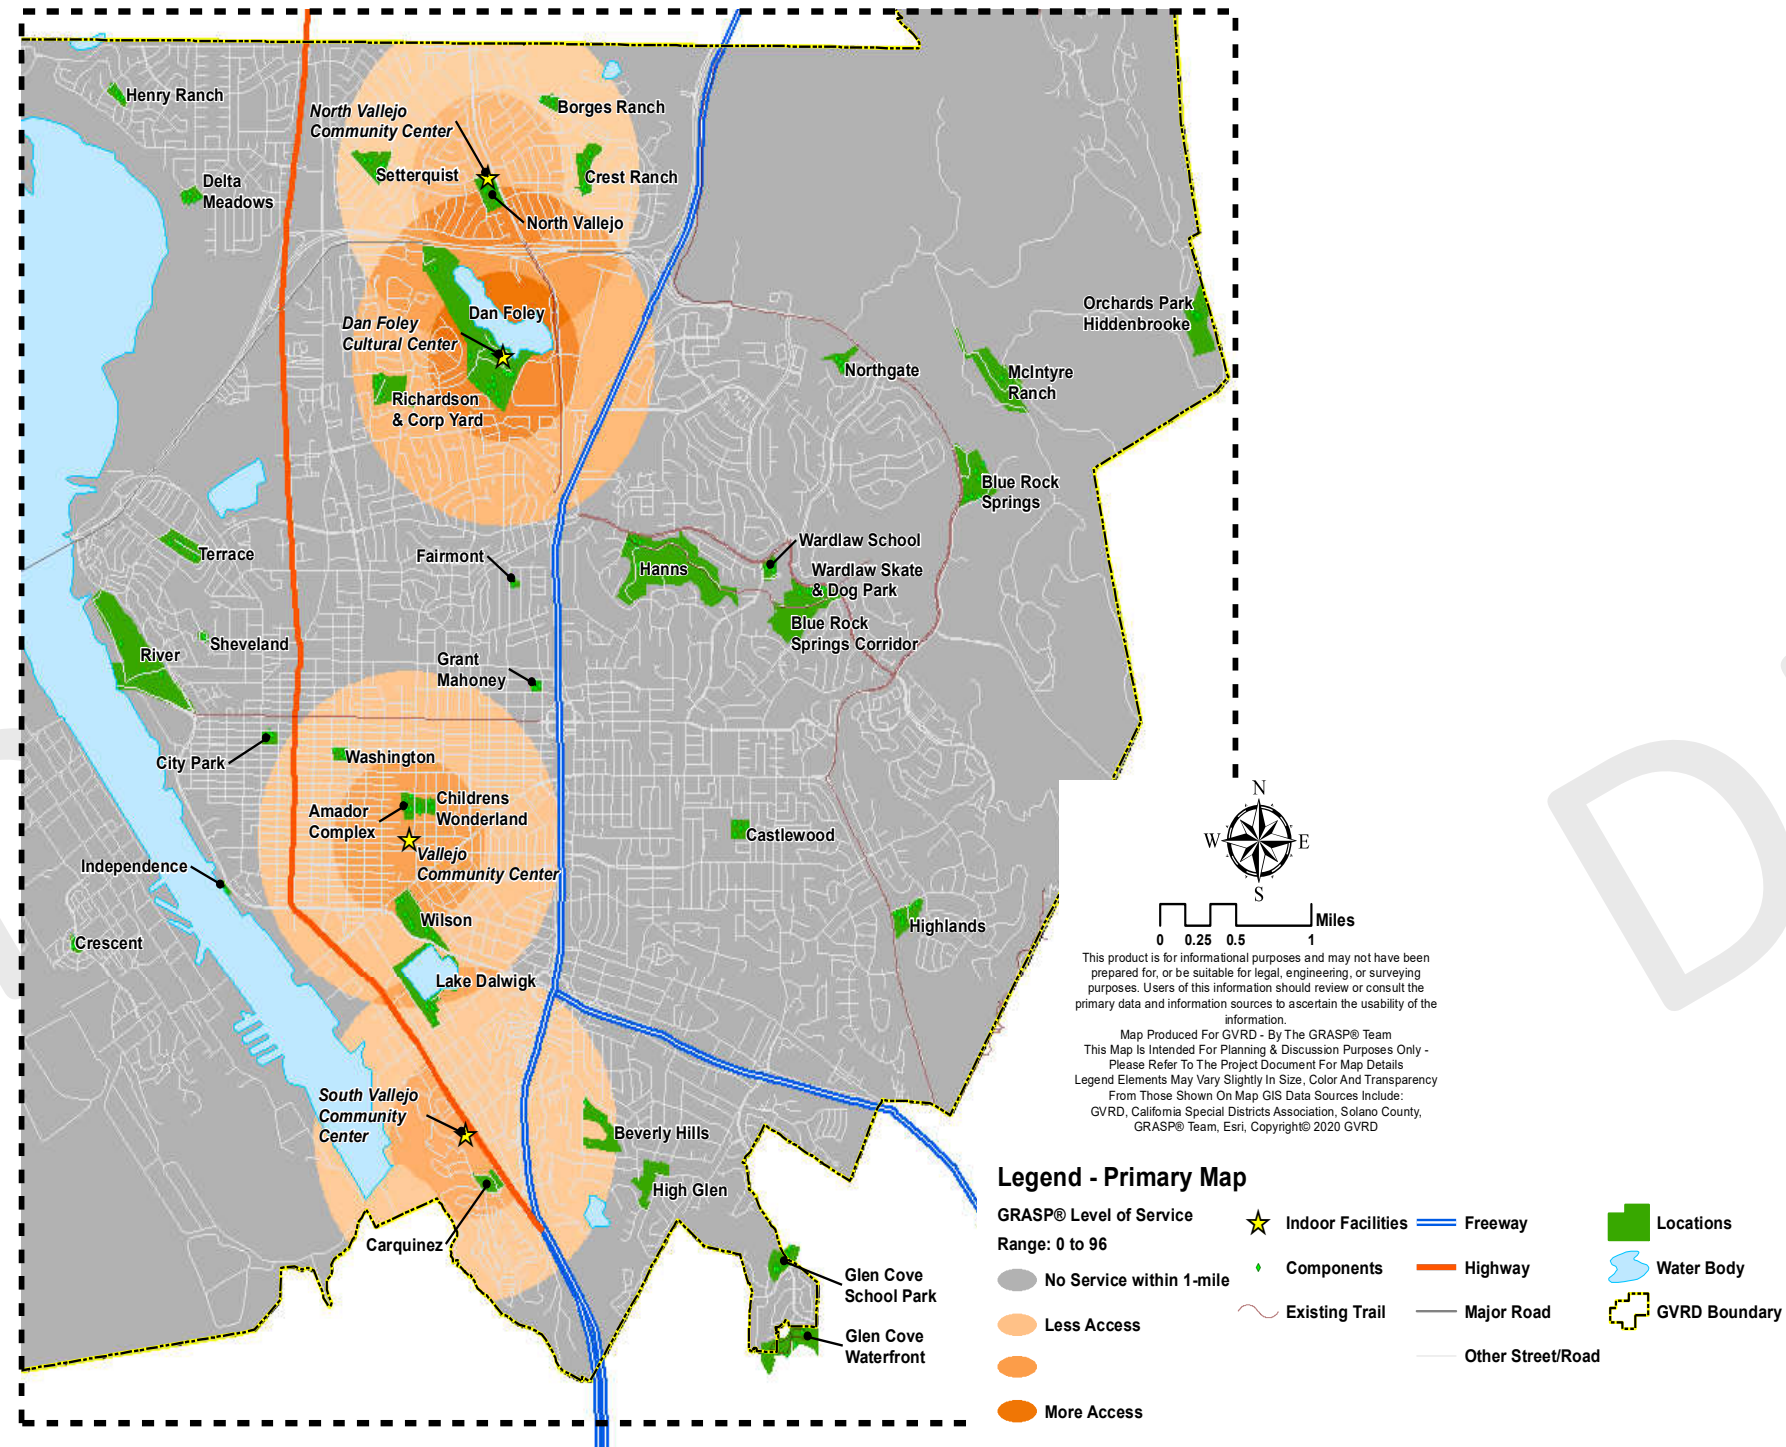 Henry Ranch
North Vallejo
Community Center
Borges Ranch
Setterquist
Crest Ranch
Delta
Meadows
North Vallejo
Dan Foley
Dan Foley
Cultural Center
Orchards Park
Hiddenbrooke
Northgate
McIntyre
Ranch
Richardson
& Corp Yard
Blue Rock
Springs
Terrace
Fairmont
Wardlaw School
Hanns
Wardlaw Skate
& Dog Park
Blue Rock
Springs Corridor
Sheveland
River
Grant
Mahoney
City Park
Washington
Amador
Complex
Childrens
Wonderland
Castlewood
Vallejo
Community Center
Independence
Wilson
Highlands
Crescent
Lake Dalwigk
South Vallejo
Community
Center
Beverly Hills
High Glen
Carquinez
Glen Cove
School Park
Glen Cove
Waterfront
N
W
E
S
Miles
0 0.25 0.5 1
This product is for informational purposes and may not have been
prepared for, or be suitable for legal, engineering, or surveying
purposes. Users of this information should review or consult the
primary data and information sources to ascertain the usability of the
information.
Map Produced For GVRD - By The GRASP® Team
This Map Is Intended For Planning & Discussion Purposes Only -
Please Refer To The Project Document For Map Details
Legend Elements May Vary Slightly In Size, Color And Transparency
From Those Shown On Map GIS Data Sources Include:
GVRD, California Special Districts Association, Solano County,
GRASP® Team, Esri, Copyright© 2020 GVRD
Legend - Primary Map
GRASP® Level of Service
Range: 0 to 96
No Service within 1-mile
Less Access
More Access
Indoor Facilities
Components
Existing Trail
Freeway
Highway
Major Road
Other Street/Road
Locations
Water Body
GVRD Boundary